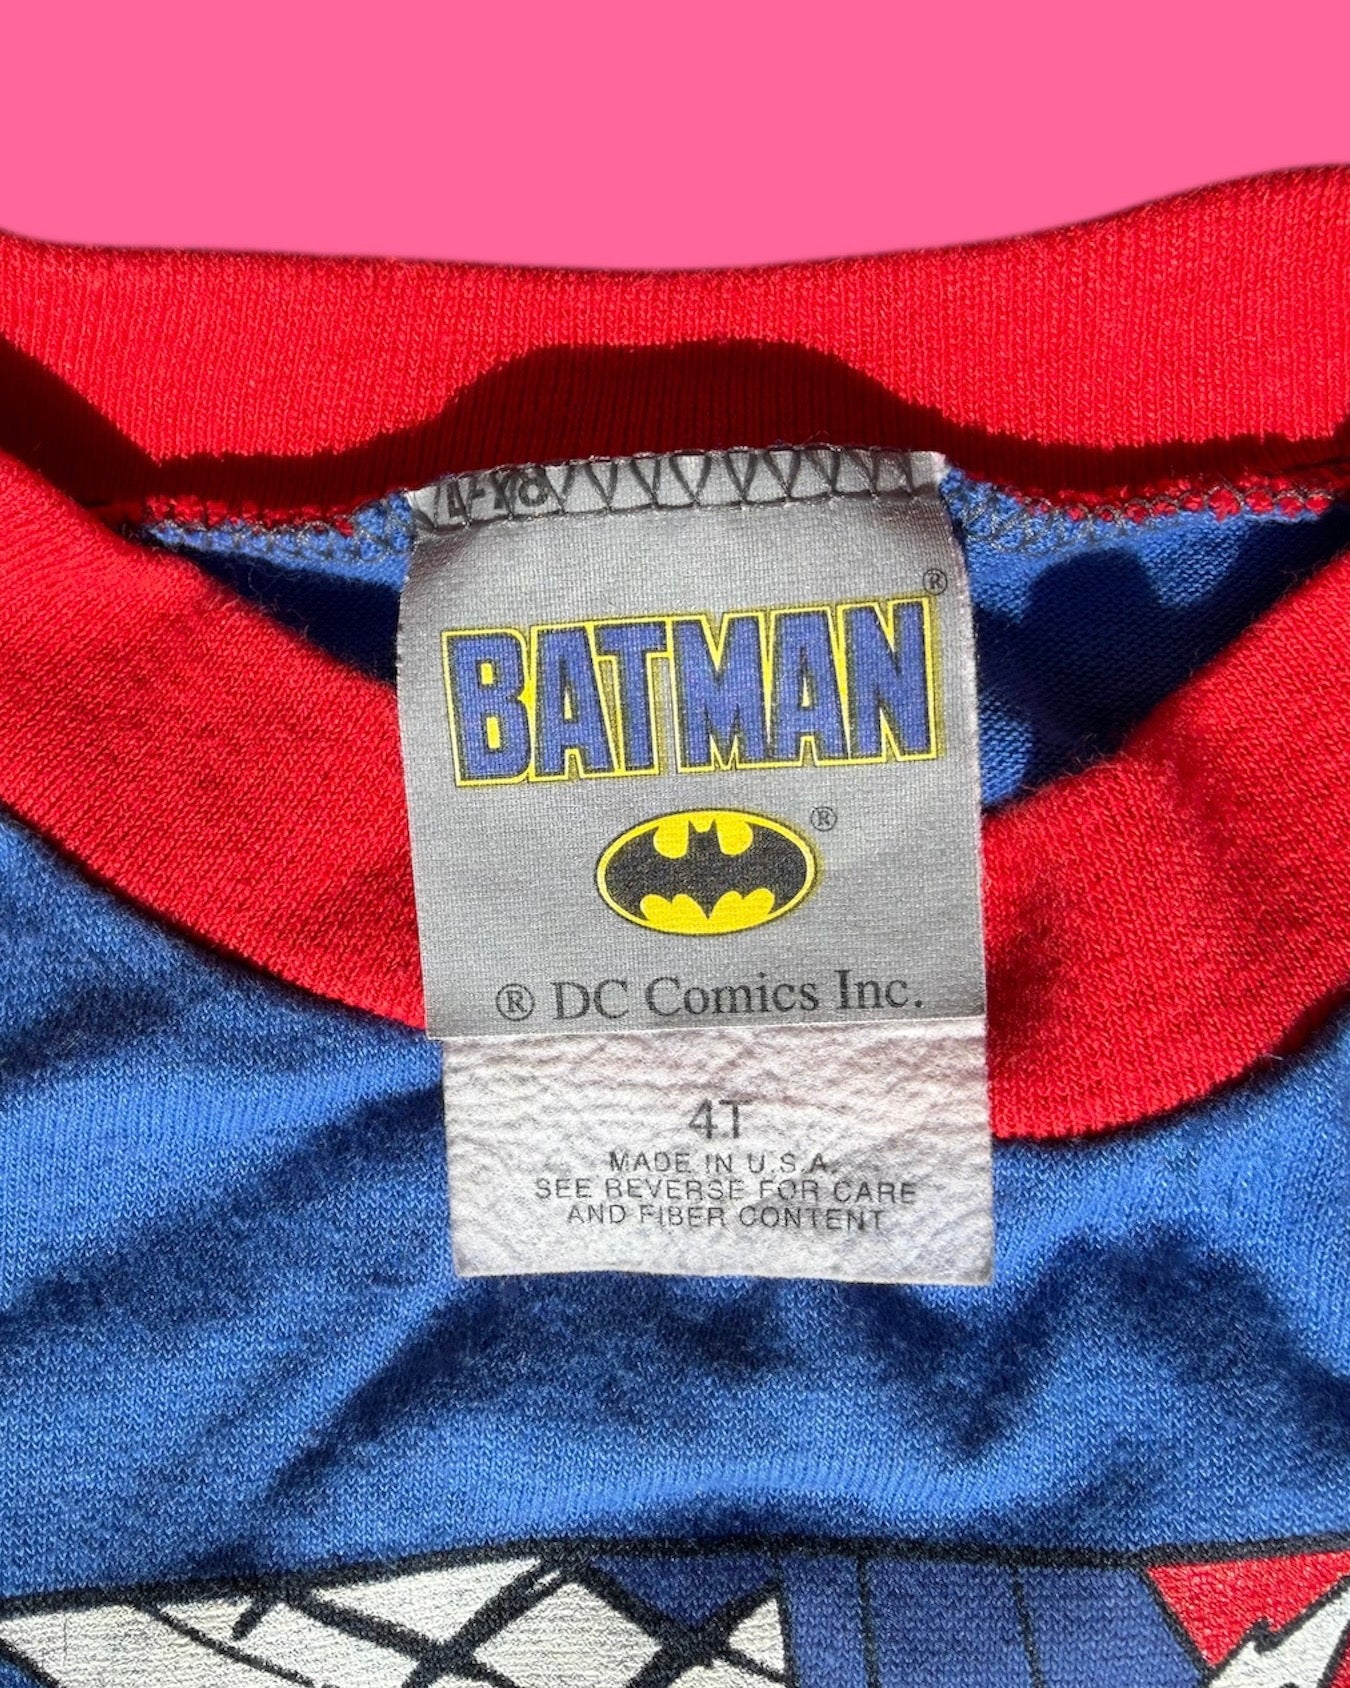 BATMAN®
®
® DC Comics Inc.
4T
MADE IN U.S.A.
SEE REVERSE FOR CARE
AND FIBER CONTENT